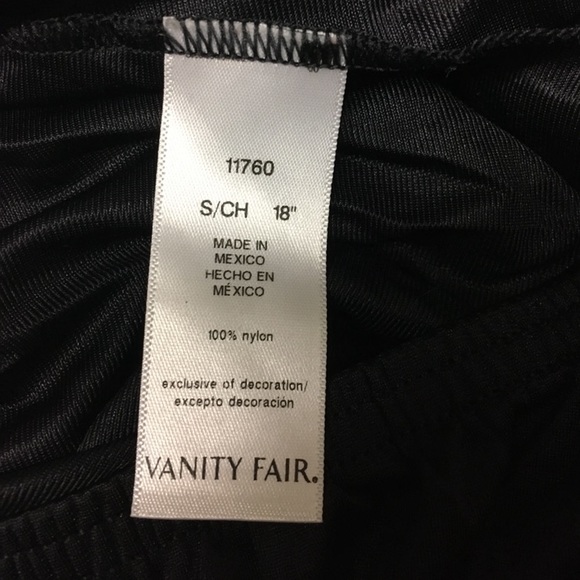 11760
S/CH 18"
MADE IN
MEXICO
HECHO EN
MÉXICO
100% nylon
exclusive of decoration/
excepto decoración
VANITY FAIR.